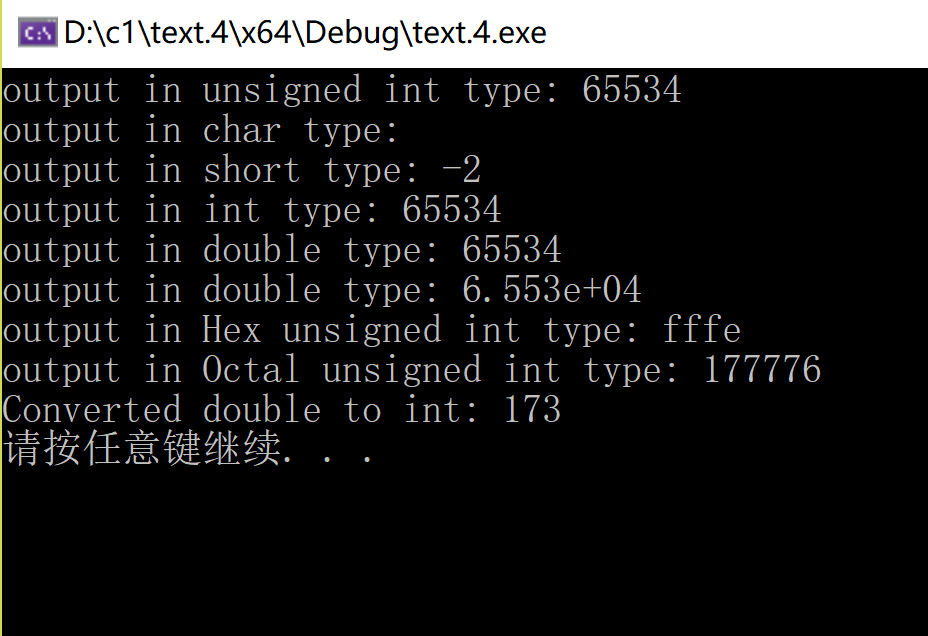 D:\c1\text.4\x64\Debug\text.4.exe
output in unsigned int type: 65534
output in char type:
output in short type: -2
output in int type: 65534
output in double type: 65534
output in double type: 6.553e+04
output in Hex unsigned int type: fffe
output in Octal unsigned int type: 177776
Converted double to int: 173
请按任意键继续. . .